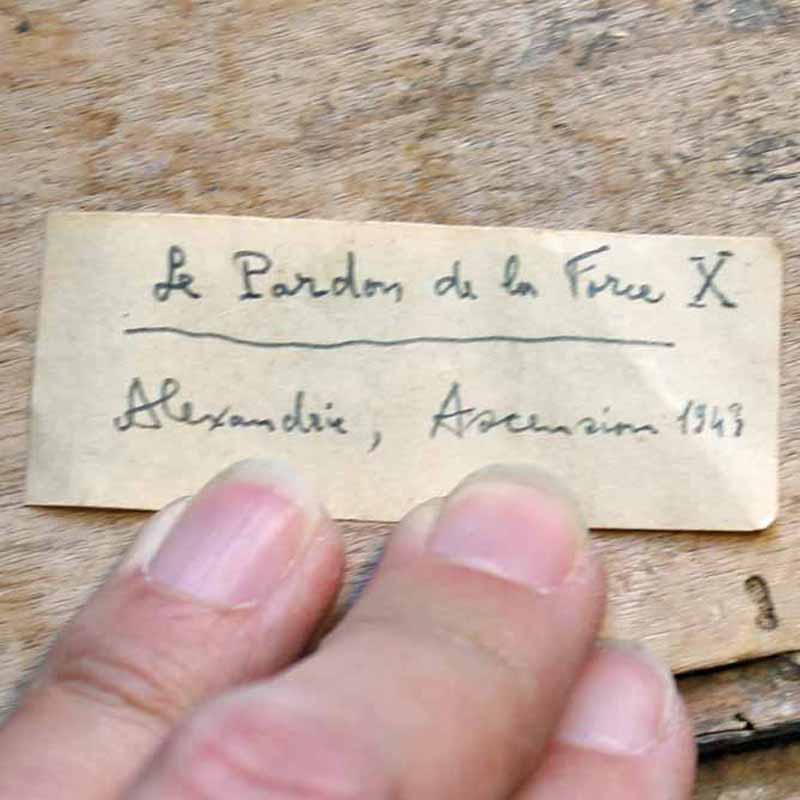 Le Pardon de la Force X
Alexandrie, Ascension 1943